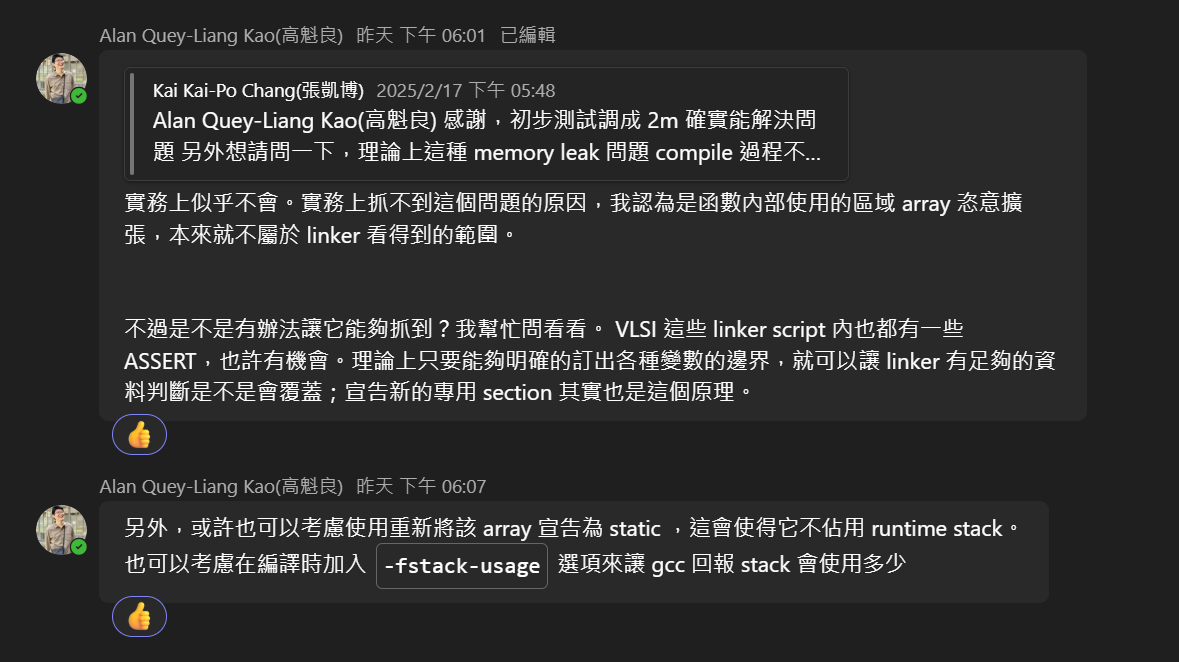 Alan Quey-Liang Kao(高魁良) 昨天 下午 06:01 已編輯
Kai Kai-Po Chang(張凱博) 2025/2/17 下午 05:48
Alan Quey-Liang Kao(高魁良) 感謝，初步測試調成 2m 確實能解決問
題 另外想請問一下，理論上這種 memory leak 問題 compile 過程不...
實務上似乎不會。實務上抓不到這個問題的原因，我認為是函數內部使用的區域 array 恣意擴
張，本來就不屬於 linker 看得到的範圍。
不過是不是有辦法讓它能夠抓到？我幫忙問看看。 VLSI 這些 linker script 內也都有一些
ASSERT，也許有機會。理論上只要能夠明確的訂出各種變數的邊界，就可以讓 linker 有足夠的資
料判斷是不是會覆蓋；宣告新的專用 section 其實也是這個原理。
Alan Quey-Liang Kao(高魁良) 昨天 下午 06:07
另外，或許也可以考慮使用重新將該 array 宣告為 static ，這會使得它不佔用 runtime stack。
也可以考慮在編譯時加入 -fstack-usage 選項來讓 gcc 回報 stack 會使用多少